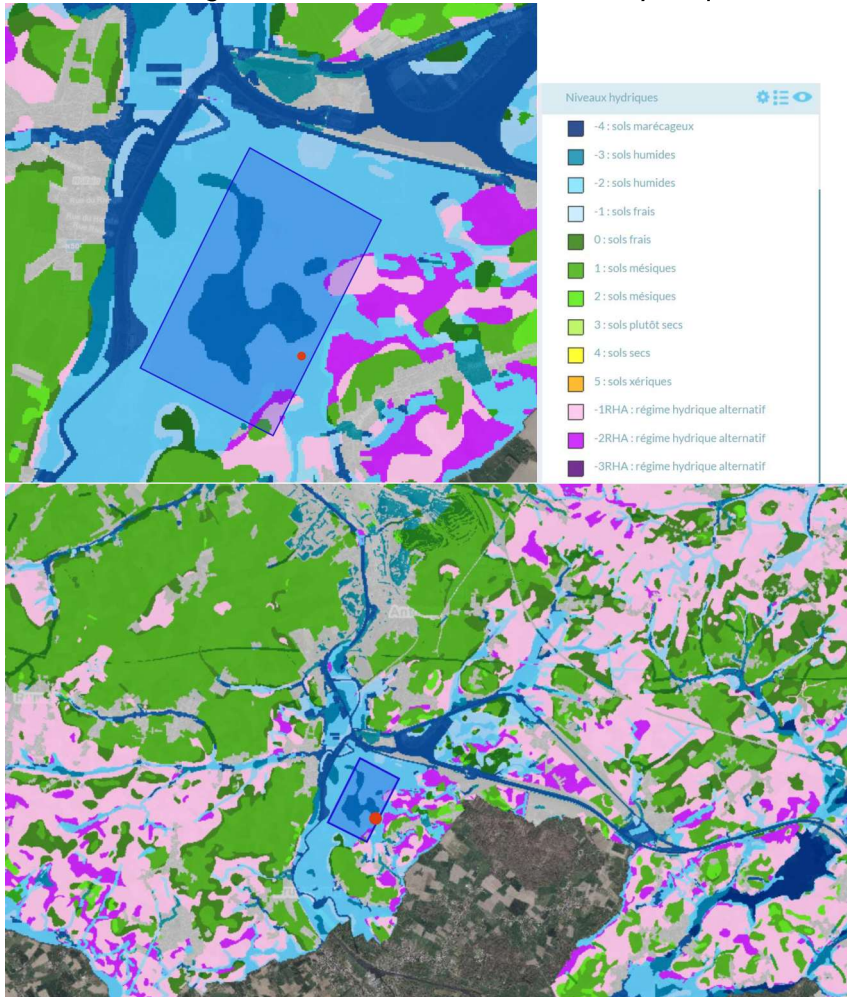 Niveaux hydriques
-4 : sols marécageux
-3 : sols humides
-2 : sols humides
-1 : sols frais
0 : sols frais
1 : sols mésiques
2 : sols mésiques
3 : sols plutôt secs
4 : sols secs
5 : sols xériques
-1RHA : régime hydrique alternatif
-2RHA : régime hydrique alternatif
-3RHA : régime hydrique alternatif